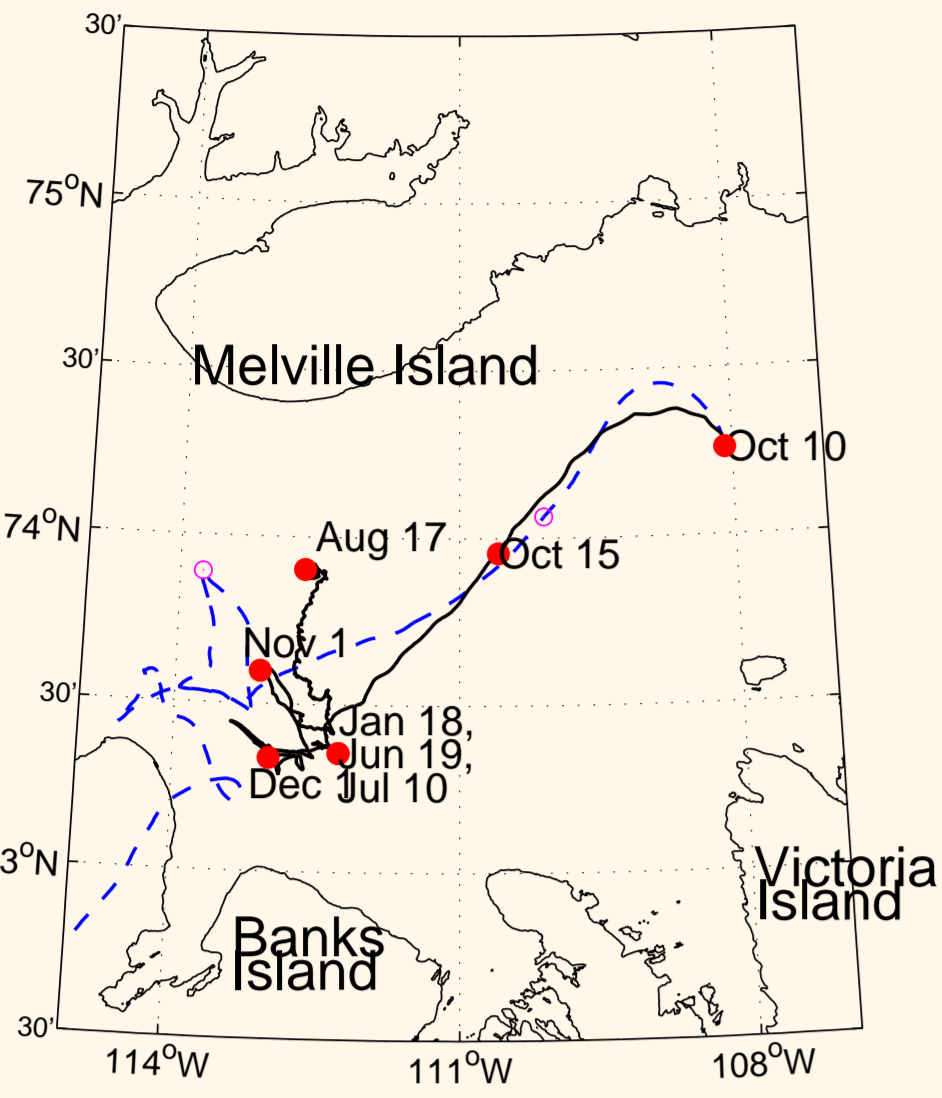 30'
75°N
30'
Melville Island
Oct 10
74°N
Aug 17
Oct 15
Nov 1
30'
Jan 18,
Jun 19,
Dec 1
Jul 10
3°N
Victoria
Island
Banks
Island
30'
114°W
111°W
108°W